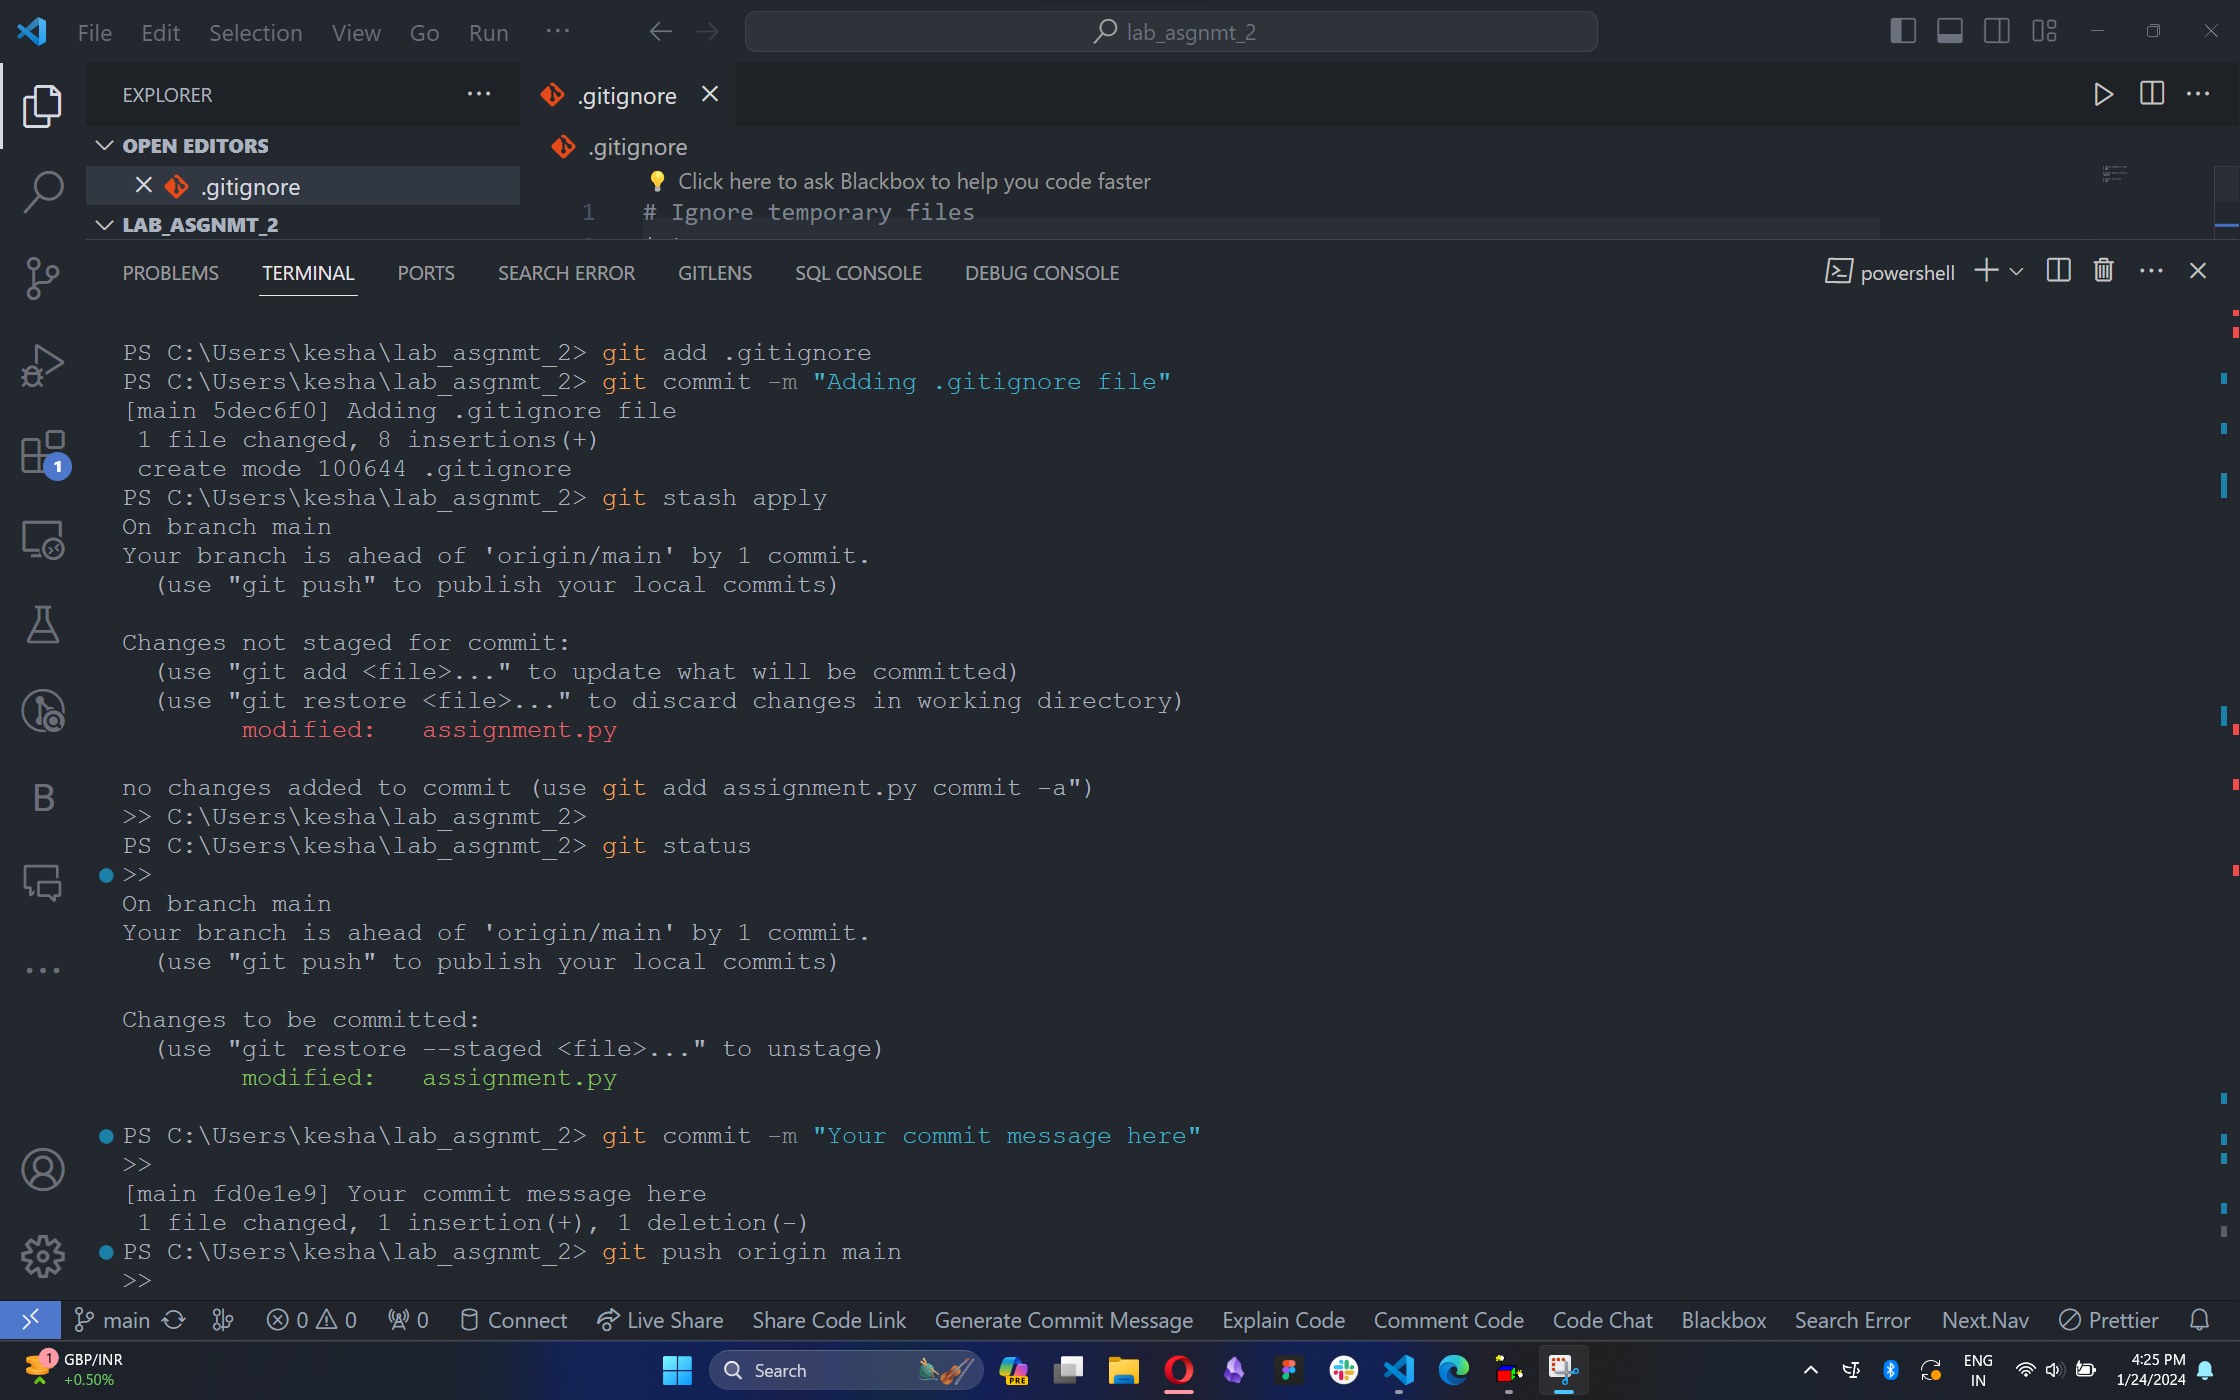 File Edit Selection View Go Run ...
lab_asgnmt_2
EXPLORER
.gitignore
OPEN EDITORS
.gitignore
.gitignore
Click here to ask Blackbox to help you code faster
LAB_ASGNMT_2
1 # Ignore temporary files
PROBLEMS TERMINAL PORTS SEARCH ERROR GITLENS SQL CONSOLE DEBUG CONSOLE
powershell
PS C:\Users\kesha\lab_asgnmt_2> git add .gitignore
PS C:\Users\kesha\lab_asgnmt_2> git commit -m "Adding .gitignore file"
[main 5dec6f0] Adding .gitignore file
1 file changed, 8 insertions(+)
create mode 100644 .gitignore
PS C:\Users\kesha\lab_asgnmt_2> git stash apply
On branch main
Your branch is ahead of 'origin/main' by 1 commit.
(use "git push" to publish your local commits)
Changes not staged for commit:
(use "git add <file>..." to update what will be committed)
(use "git restore <file>..." to discard changes in working directory)
modified: assignment.py
no changes added to commit (use git add assignment.py commit -a")
>> C:\Users\kesha\lab_asgnmt_2>
PS C:\Users\kesha\lab_asgnmt_2> git status
>>
On branch main
Your branch is ahead of 'origin/main' by 1 commit.
(use "git push" to publish your local commits)
Changes to be committed:
(use "git restore --staged <file>..." to unstage)
modified: assignment.py
PS C:\Users\kesha\lab_asgnmt_2> git commit -m "Your commit message here"
>>
[main fd0e1e9] Your commit message here
1 file changed, 1 insertion(+), 1 deletion(-)
PS C:\Users\kesha\lab_asgnmt_2> git push origin main
>>
1
B
main 0 0 0 Connect Live Share Share Code Link Generate Commit Message Explain Code Comment Code Code Chat Blackbox Search Error Next.Nav Prettier
1 GBP/INR
+0.50%
Search
PRE
ENG
IN
4:25 PM
1/24/2024